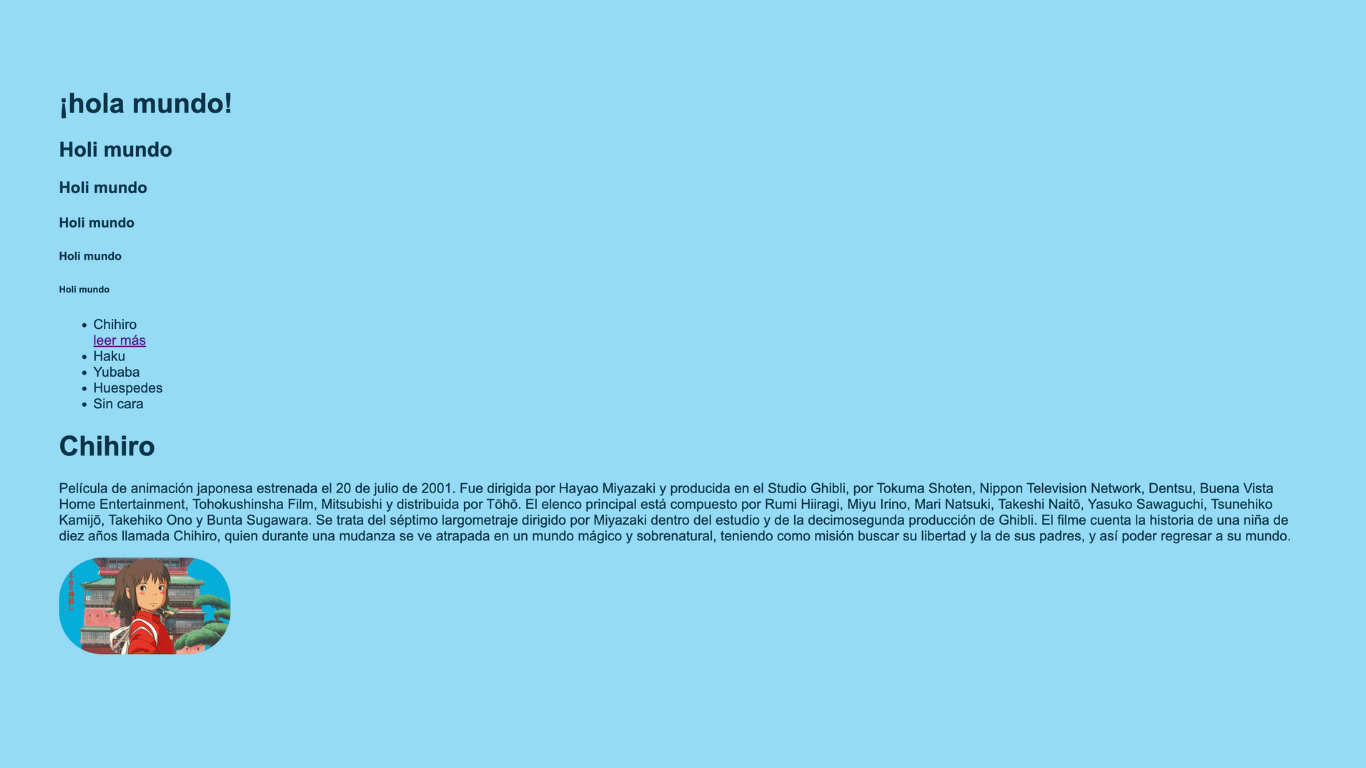 ¡hola mundo!
Holi mundo
Holi mundo
Holi mundo
Holi mundo
Holi mundo
Chihiro
leer más
Haku
Yubaba
Huespedes
Sin cara
Chihiro
Película de animación japonesa estrenada el 20 de julio de 2001. Fue dirigida por Hayao Miyazaki y producida en el Studio Ghibli, por Tokuma Shoten, Nippon Television Network, Dentsu, Buena Vista
Home Entertainment, Tohokushinsha Film, Mitsubishi y distribuida por Tōhō. El elenco principal está compuesto por Rumi Hiiragi, Miyu Irino, Mari Natsuki, Takeshi Naitō, Yasuko Sawaguchi, Tsunehiko
Kamijō, Takehiko Ono y Bunta Sugawara. Se trata del séptimo largometraje dirigido por Miyazaki dentro del estudio y de la decimosegunda producción de Ghibli. El filme cuenta la historia de una niña de
diez años llamada Chihiro, quien durante una mudanza se ve atrapada en un mundo mágico y sobrenatural, teniendo como misión buscar su libertad y la de sus padres, y así poder regresar a su mundo.